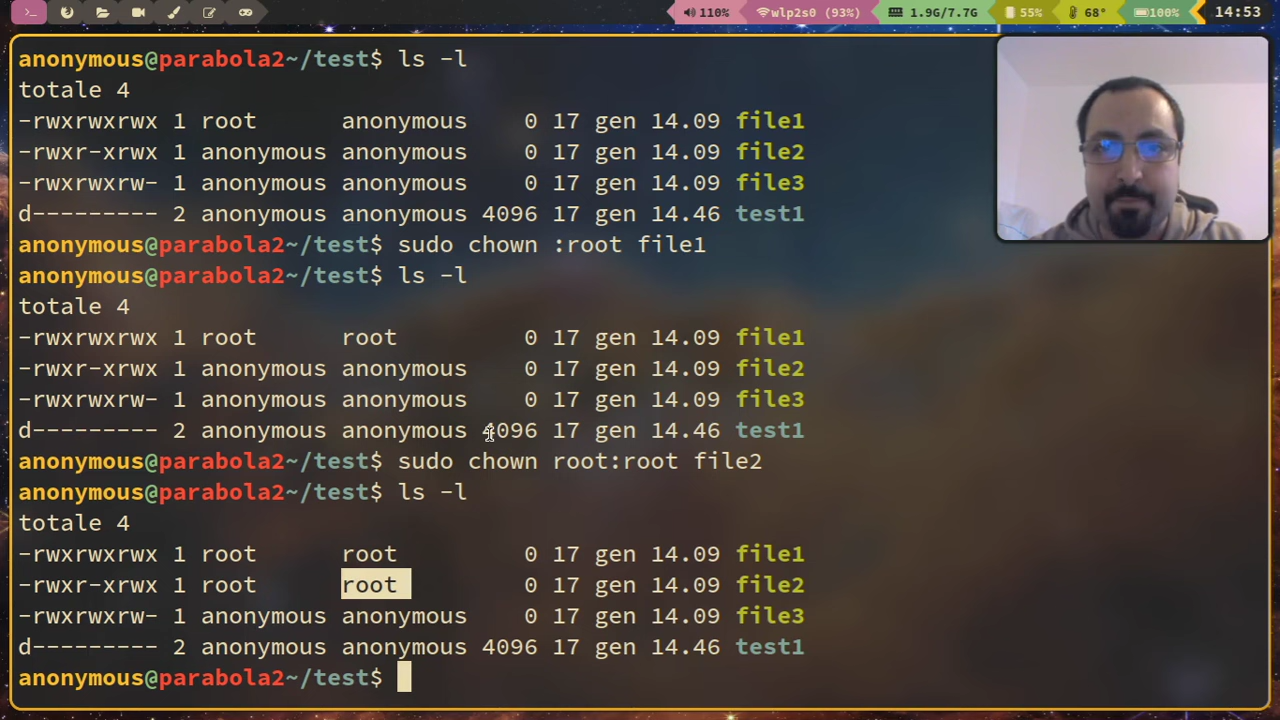 >_ 110% wlp2s0 (93%) 1.9G/7.7G 55% 68° 100% 14:53
anonymous@parabola2~/test$ ls -l
totale 4
-rwxrwxrwx 1 root anonymous 0 17 gen 14.09 file1
-rwxr-xrwx 1 anonymous anonymous 0 17 gen 14.09 file2
-rwxrwxrw- 1 anonymous anonymous 0 17 gen 14.09 file3
d--------- 2 anonymous anonymous 4096 17 gen 14.46 test1
anonymous@parabola2~/test$ sudo chown :root file1
anonymous@parabola2~/test$ ls -l
totale 4
-rwxrwxrwx 1 root root 0 17 gen 14.09 file1
-rwxr-xrwx 1 anonymous anonymous 0 17 gen 14.09 file2
-rwxrwxrw- 1 anonymous anonymous 0 17 gen 14.09 file3
d--------- 2 anonymous anonymous 4096 17 gen 14.46 test1
anonymous@parabola2~/test$ sudo chown root:root file2
anonymous@parabola2~/test$ ls -l
totale 4
-rwxrwxrwx 1 root root 0 17 gen 14.09 file1
-rwxr-xrwx 1 root root 0 17 gen 14.09 file2
-rwxrwxrw- 1 anonymous anonymous 0 17 gen 14.09 file3
d--------- 2 anonymous anonymous 4096 17 gen 14.46 test1
anonymous@parabola2~/test$